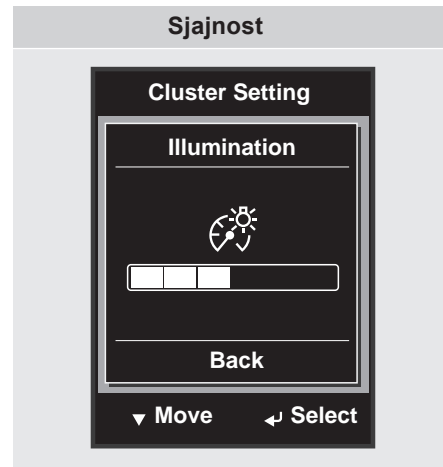 Sjajnost
Cluster Setting
Illumination
Back
▼ Move ↵ Select